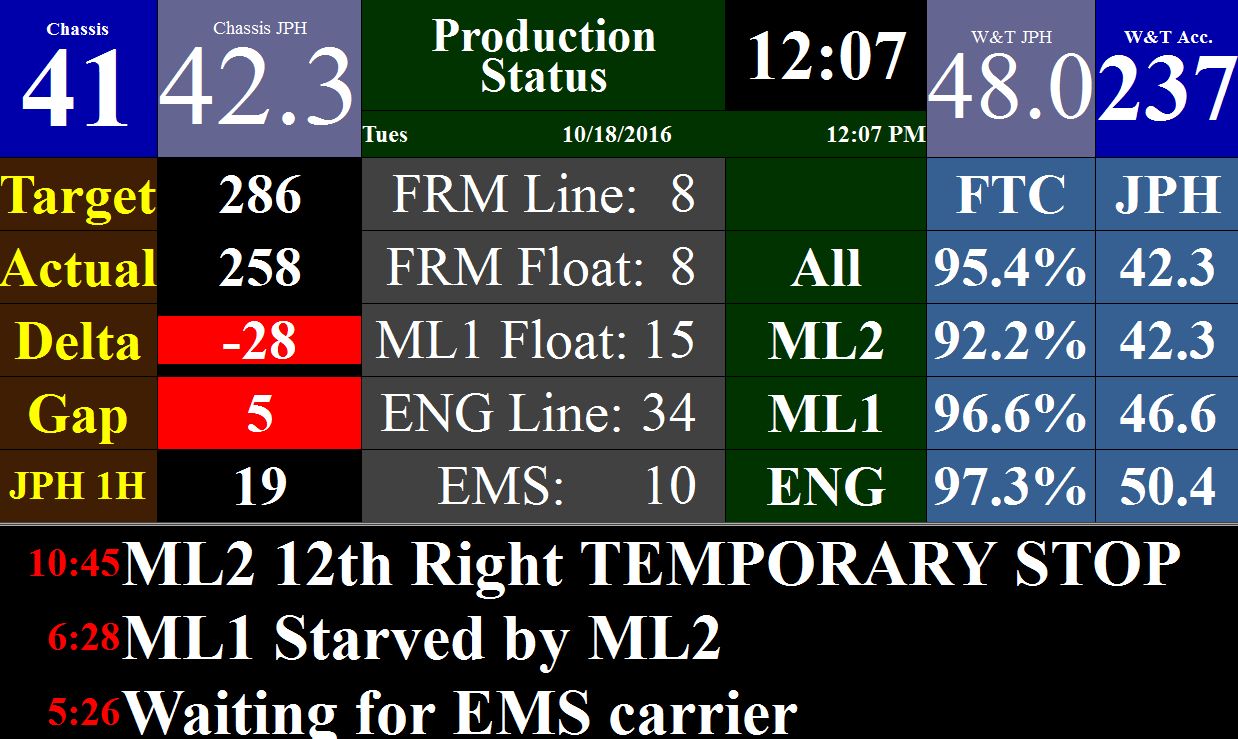 Chassis
41
Chassis JPH
42.3
Production
Status
12:07
W&T JPH
48.0
W&T Acc.
237
Tues 10/18/2016 12:07 PM
Target 286 FRM Line: 8 FTC JPH
Actual 258 FRM Float: 8 All 95.4% 42.3
Delta -28 ML1 Float: 15 ML2 92.2% 42.3
Gap 5 ENG Line: 34 ML1 96.6% 46.6
JPH 1H 19 EMS: 10 ENG 97.3% 50.4
10:45 ML2 12th Right TEMPORARY STOP
6:28 ML1 Starved by ML2
5:26 Waiting for EMS carrier